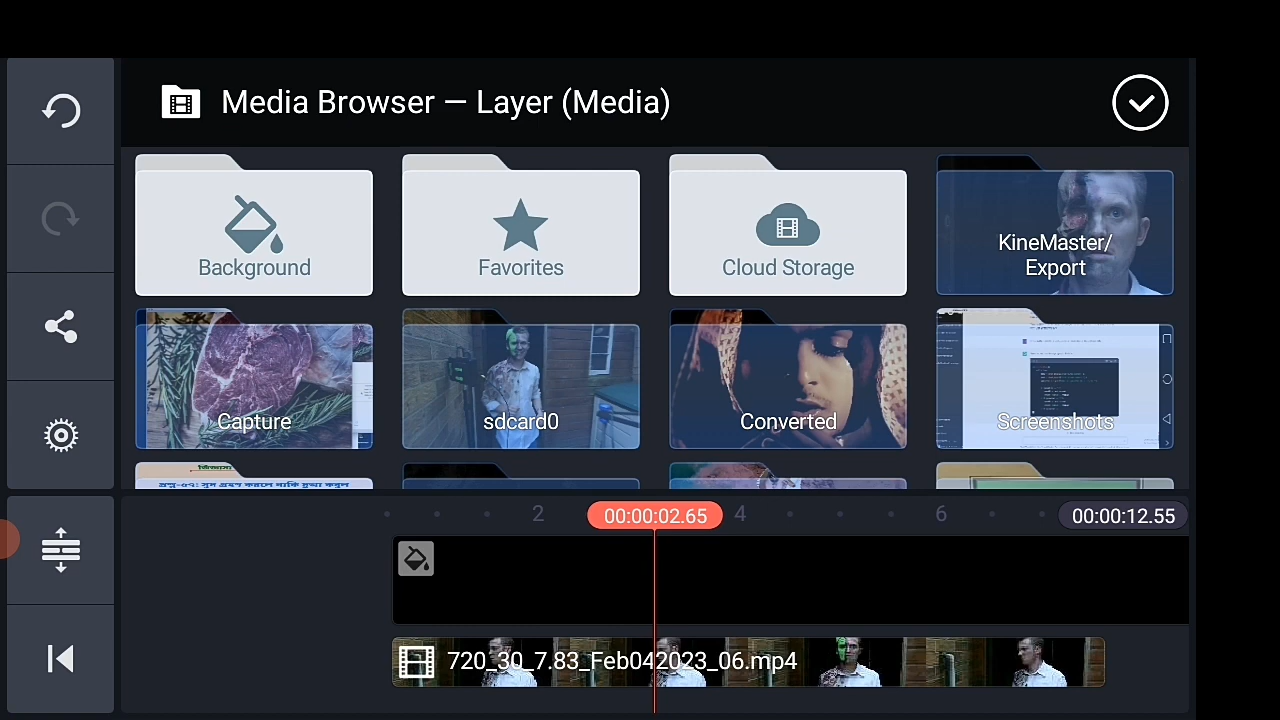 Media Browser — Layer (Media)
Background
Favorites
Cloud Storage
KineMaster/
Export
Capture
sdcard0
Converted
Screenshots
2
00:00:02.65
4
6
00:00:12.55
720_30_7.83_Feb042023_06.mp4